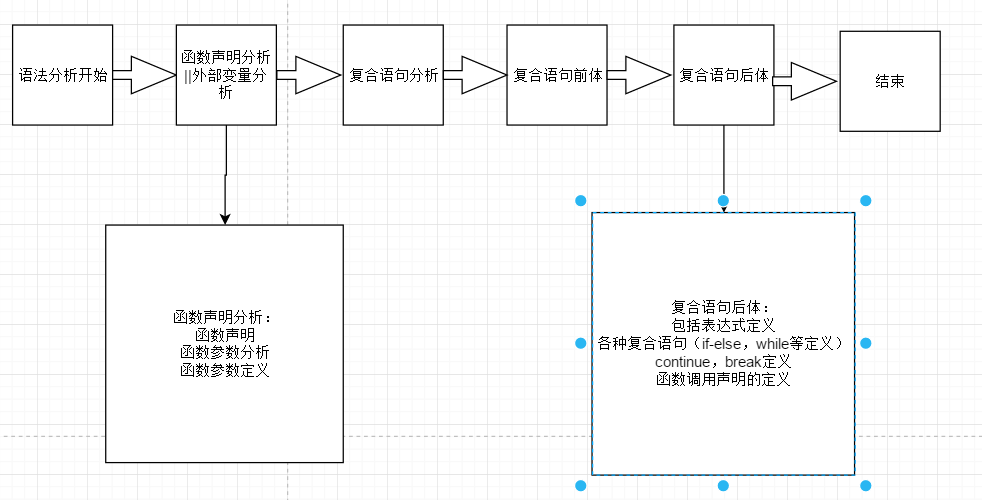 语法分析开始
函数声明分析
||外部变量分
析
复合语句分析
复合语句前体
复合语句后体
结束
函数声明分析：
函数声明
函数参数分析
函数参数定义
复合语句后体：
包括表达式定义
各种复合语句（if-else，while等定义）
continue，break定义
函数调用声明的定义